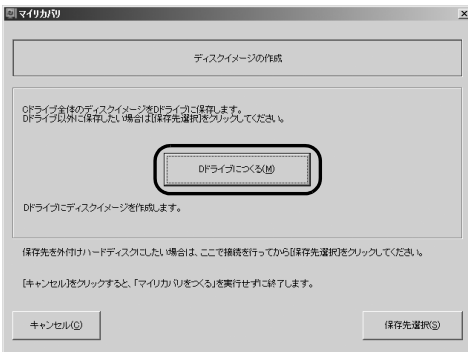 マイリカバリ
ディスクイメージの作成
Cドライブ全体のディスクイメージをDドライブに保存します。
Dドライブ以外に保存したい場合は[保存先選択]をクリックしてください。
Dドライブにつくる(M)
Dドライブにディスクイメージを作成します。
保存先を外付けハードディスクにしたい場合は、ここで接続を行ってから[保存先選択]をクリックしてください。
[キャンセル]をクリックすると、「マイリカバリをつくる」を実行せずに終了します。
キャンセル(C)
保存先選択(S)